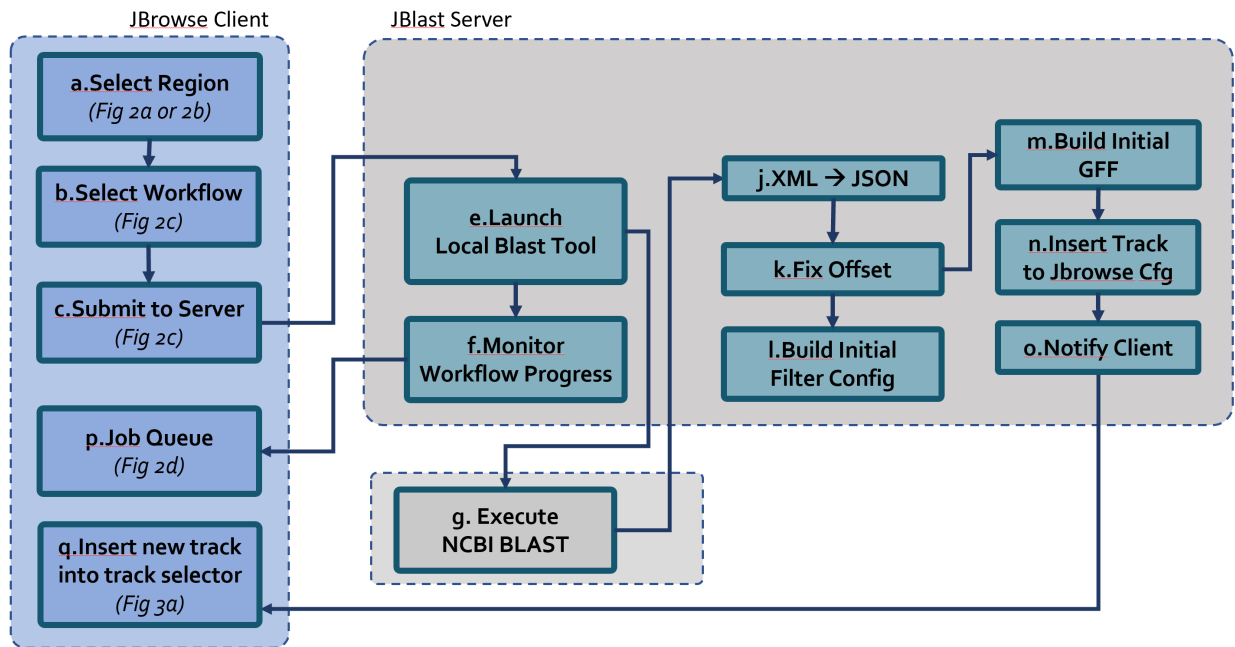 JBrowse Client
a.Select Region
(Fig 2a or 2b)
b.Select Workflow
(Fig 2c)
c.Submit to Server
(Fig 2c)
p.Job Queue
(Fig 2d)
q.Insert new track
into track selector
(Fig 3a)
JBlast Server
e.Launch
Local Blast Tool
f.Monitor
Workflow Progress
g. Execute
NCBI BLAST
j.XML → JSON
k.Fix Offset
l.Build Initial
Filter Config
m.Build Initial
GFF
n.Insert Track
to Jbrowse Cfg
o.Notify Client